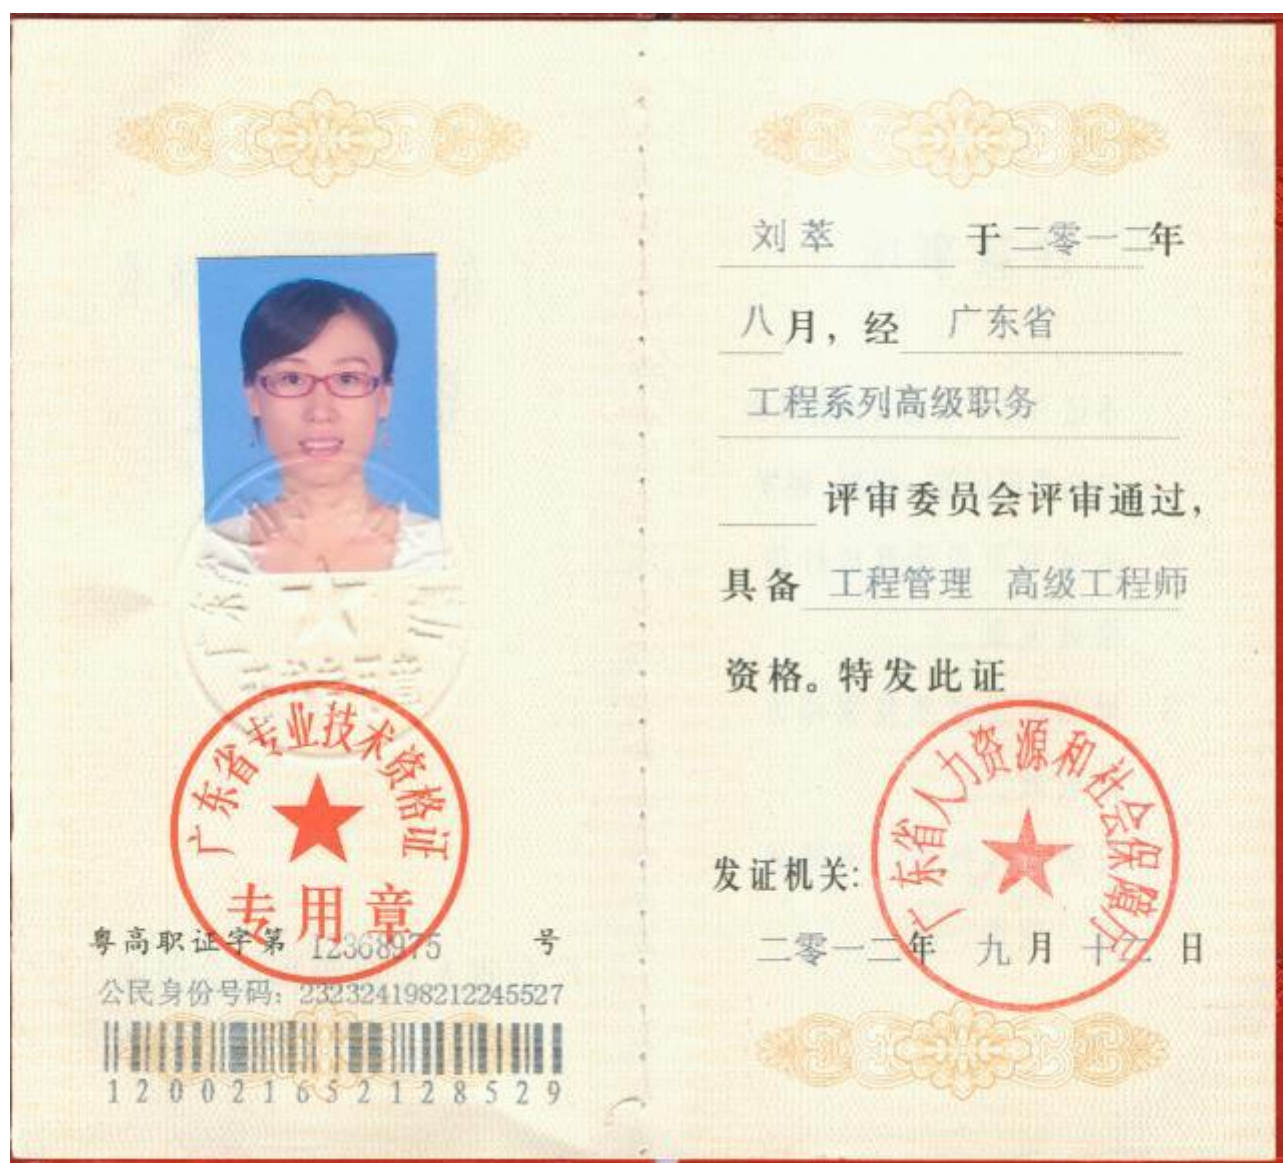 广东省专业技术资格证
专用章
粤高职证字第 12368975 号
公民身份号码：232324198212245527
120021652128529
刘萃 于二零一二年
八月，经 广东省
工程系列高级职务
评审委员会评审通过，
具备 工程管理 高级工程师
资格。特发此证
广东省人力资源和社会保障厅
发证机关:
二零一二年 九月 十二 日